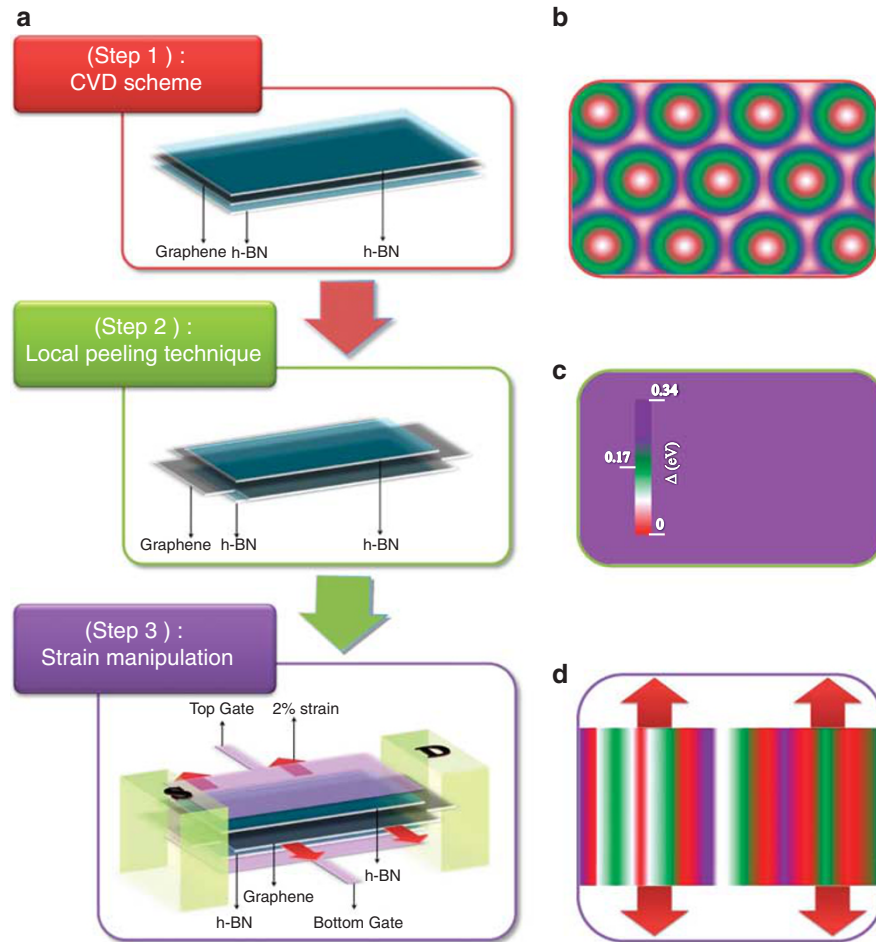 a
(Step 1 ) :
CVD scheme
Graphene h-BN
h-BN
(Step 2 ) :
Local peeling technique
Graphene
h-BN
h-BN
(Step 3 ) :
Strain manipulation
Top Gate
2% strain
S
D
h-BN
Graphene
h-BN
Bottom Gate
b
c
0.34
0.17
0
Δ (eV)
d